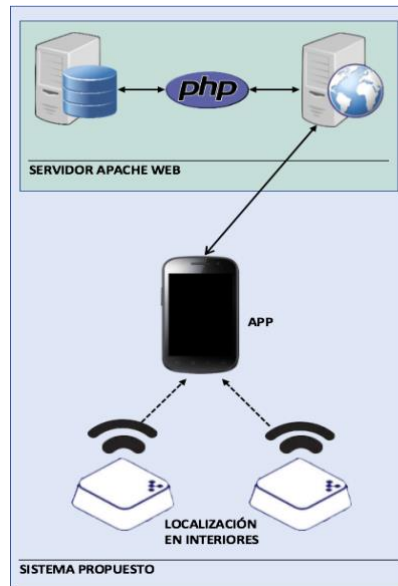 php
SERVIDOR APACHE WEB
APP
LOCALIZACIÓN
EN INTERIORES
SISTEMA PROPUESTO